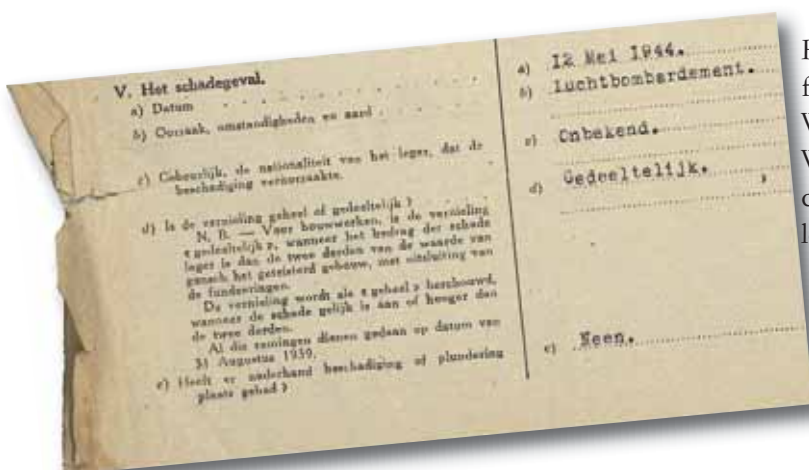 V. Het schadegeval.
a) Datum
b) Oorzaak, omstandigheden en aard
c) Gebeurlijk, de nationaliteit van het leger, dat de
beschadiging veroorzaakte.
d) Is de vernieling geheel of gedeeltelijk ?
N. B. — Voor bouwwerken, is de vernieling
« gedeeltelijk », wanneer het bedrag der schade
lager is dan de twee derden van de waarde van
gansch het geteisterd gebouw, met uitsluiting van
de fundeeringen.
De vernieling wordt als « geheel » beschouwd,
wanneer de schade gelijk is aan of hooger dan
de twee derden.
Al die ramingen dienen gedaan op datum van
31 Augustus 1939.
e) Heeft er naderhand beschadiging of plundering
plaats gehad ?
a) 12 Mei 1944.
b) luchtbombardement.
c) Onbekend.
d) Gedeeltelijk.
e) Neen.